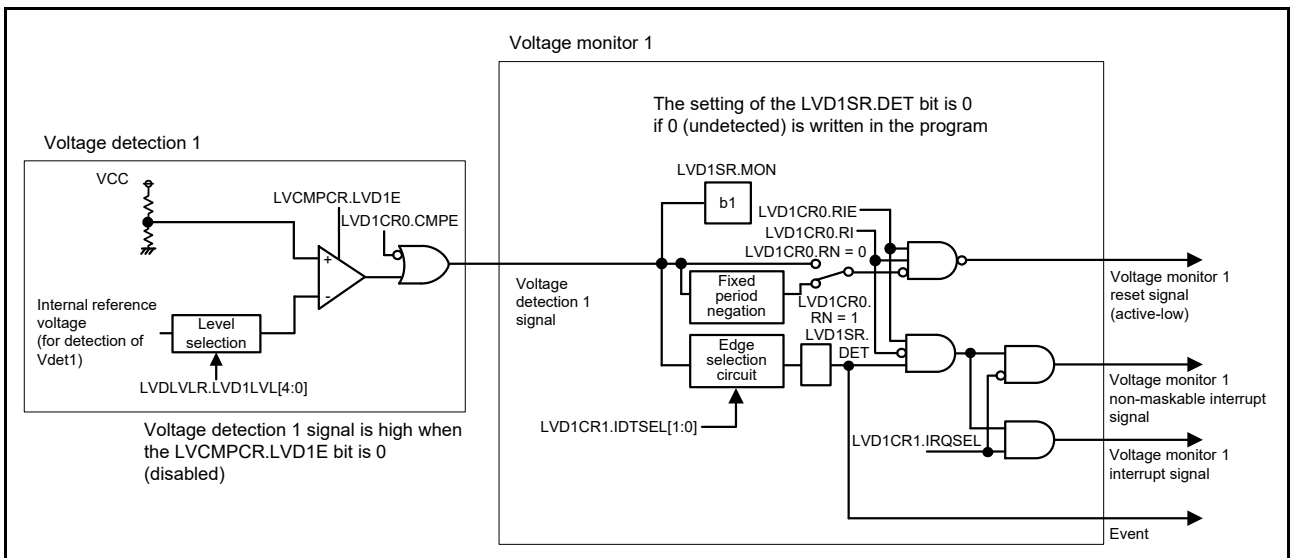 Voltage monitor 1
The setting of the LVD1SR.DET bit is 0
if 0 (undetected) is written in the program
Voltage detection 1
VCC
LVCMPCR.LVD1E
LVD1CR0.CMPE
+
-
Internal reference
voltage
(for detection of
Vdet1)
Level
selection
LVDLVLR.LVD1LVL[4:0]
Voltage detection 1 signal is high when
the LVCMPCR.LVD1E bit is 0
(disabled)
Voltage
detection 1
signal
LVD1SR.MON
b1
LVD1CR0.RIE
LVD1CR0.RI
LVD1CR0.RN = 0
Fixed
period
negation
LVD1CR0.
RN = 1
LVD1SR.
DET
Edge
selection
circuit
LVD1CR1.IDTSEL[1:0]
LVD1CR1.IRQSEL
Voltage monitor 1
reset signal
(active-low)
Voltage monitor 1
non-maskable interrupt
signal
Voltage monitor 1
interrupt signal
Event